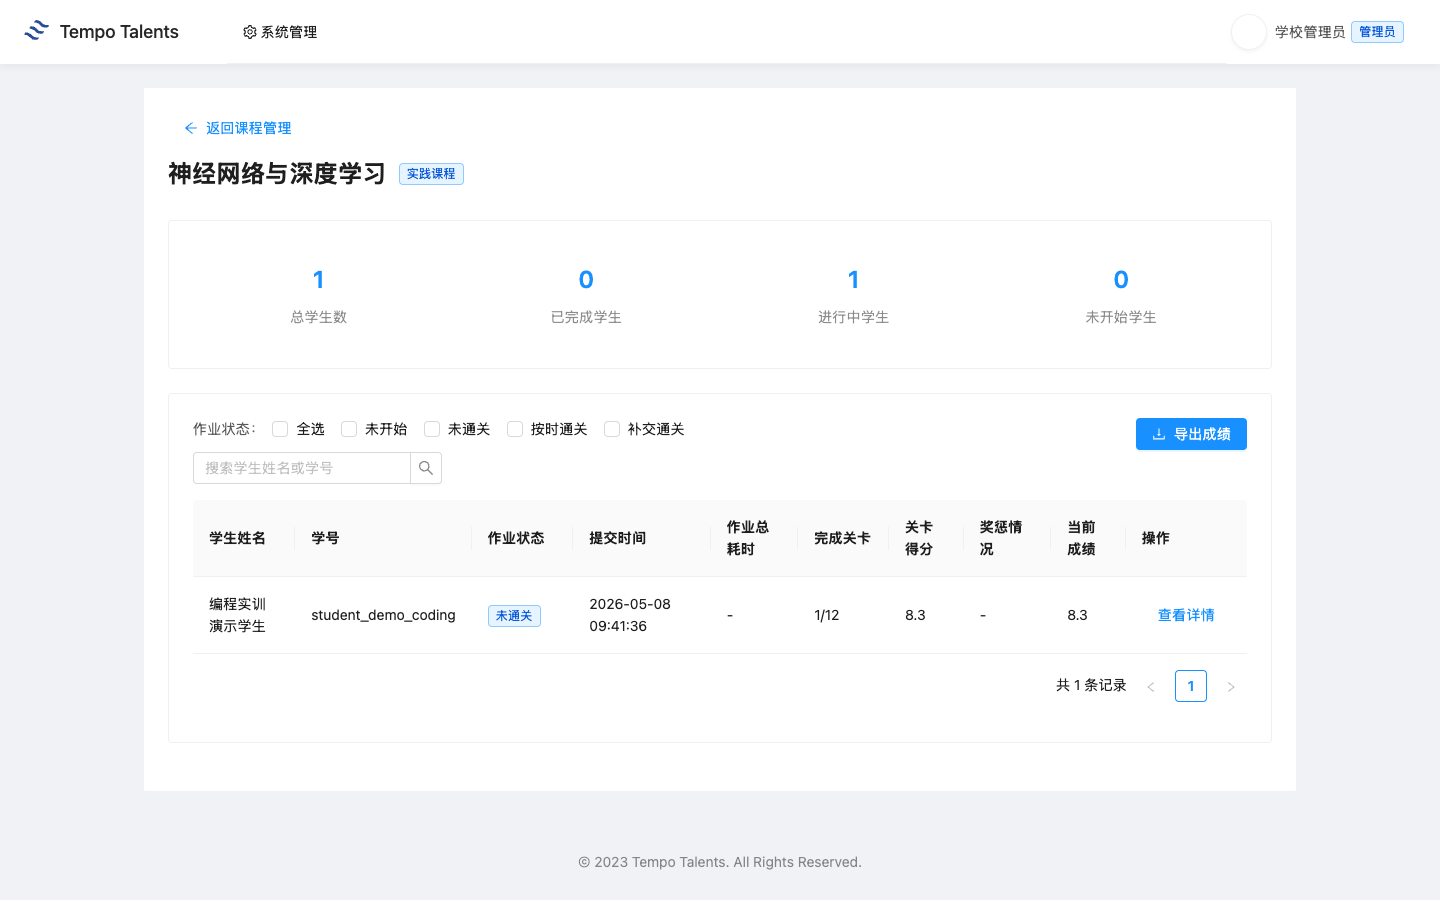 Tempo Talents
系统管理
学校管理员 管理员
返回课程管理
神经网络与深度学习 实践课程
1 0 1 0
总学生数 已完成学生 进行中学生 未开始学生
作业状态: 全选 未开始 未通关 按时通关 补交通关
导出成绩
搜索学生姓名或学号
学生姓名 学号 作业状态 提交时间 作业总耗时 完成关卡 关卡得分 奖惩情况 当前成绩 操作
编程实训演示学生 student_demo_coding 未通关 2026-05-08 09:41:36 - 1/12 8.3 - 8.3 查看详情
共 1 条记录 < 1 >
© 2023 Tempo Talents. All Rights Reserved.